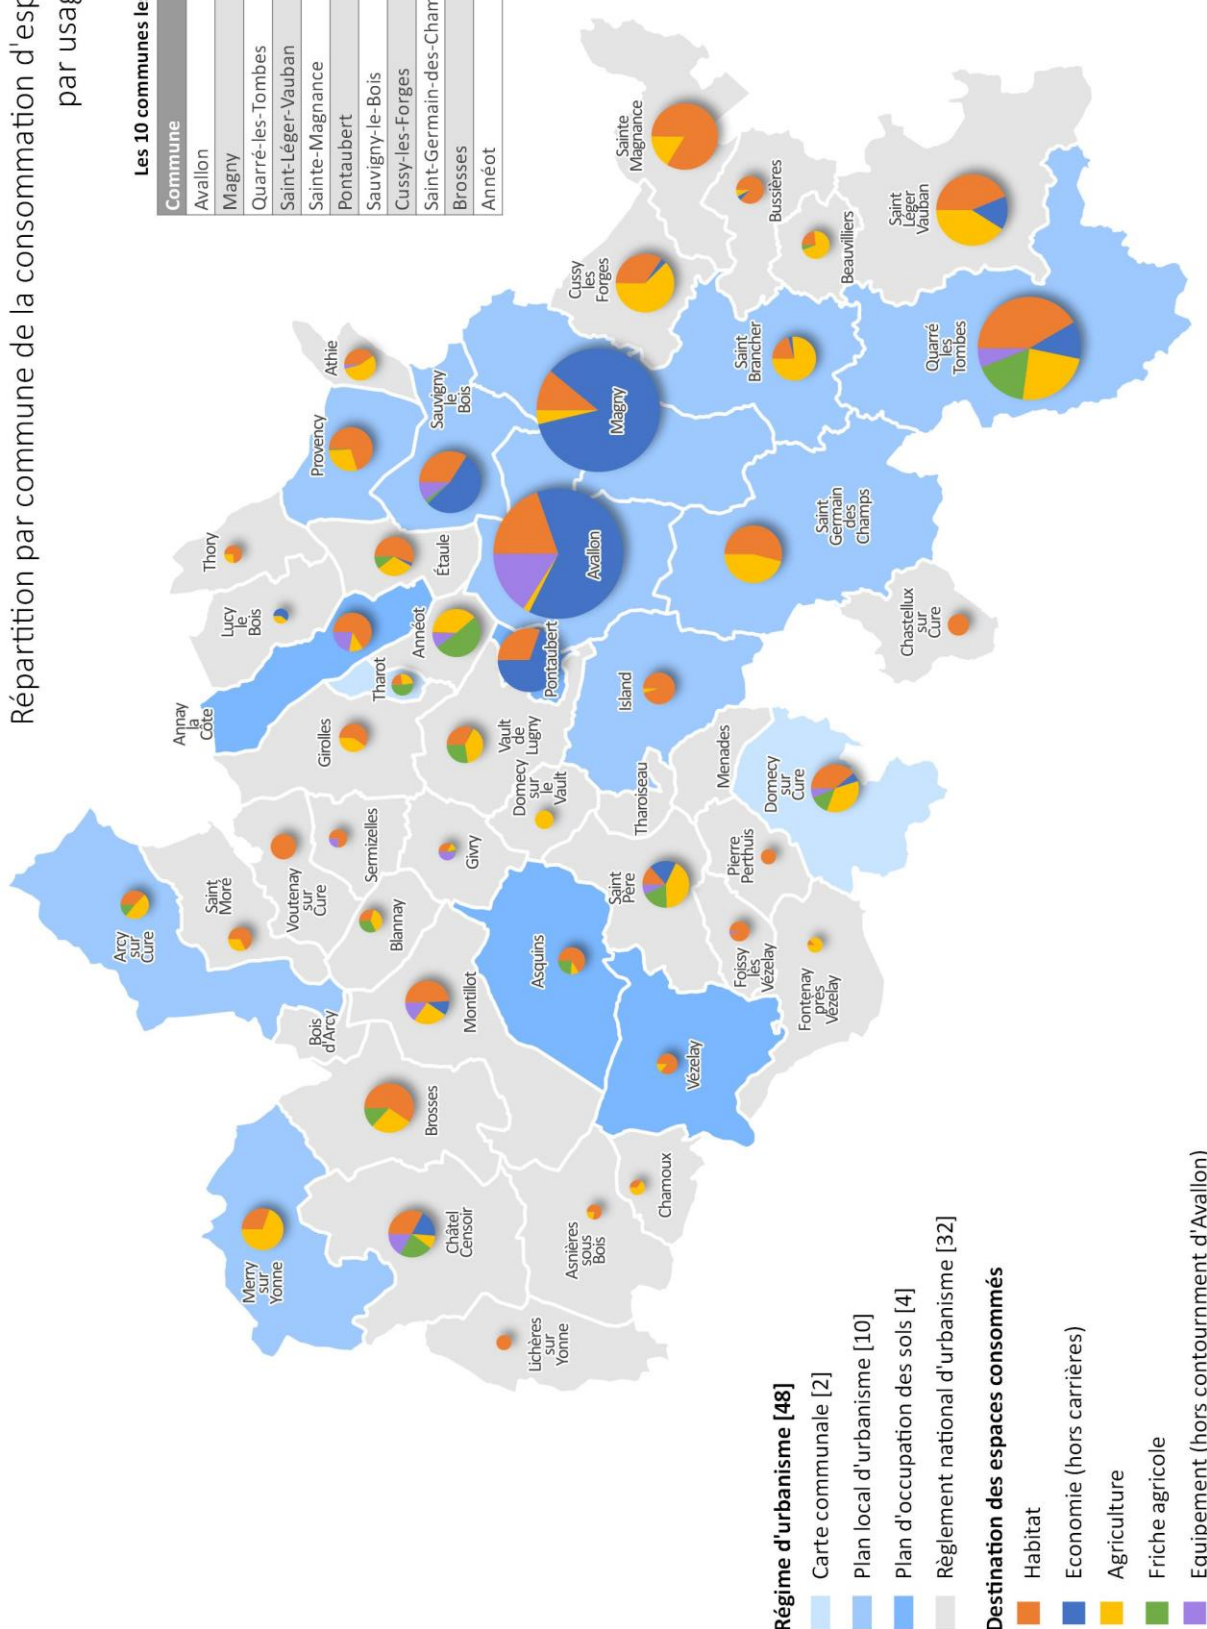 Répartition par commune de la consommation d'esp
par usag
Les 10 communes le
Commune
Avallon
Magny
Quarré-les-Tombes
Saint-Léger-Vauban
Sainte-Magnance
Pontaubert
Sauvigny-le-Bois
Cussy-les-Forges
Saint-Germain-des-Cham
Brosses
Annéot
Merry
sur
Yonne
Châtel
Censoir
Lichères
sur
Yonne
Asnières
sous
Bois
Chamoux
Brosses
Bois
d'Arcy
Arcy
sur
Cure
Saint
Moré
Voutenay
sur
Cure
Sermizelles
Blannay
Montillot
Givry
Asquins
Vézelay
Saint
Père
Foissy
lès
Vézelay
Fontenay
près
Vézelay
Pierre
Perthuis
Domecy
sur
Cure
Menades
Tharoiseau
Domecy
sur
le
Vault
Vault
de
Lugny
Girolles
Annay
la
Côte
Tharot
Annéot
Lucy
le
Bois
Thory
Étaule
Pontaubert
Island
Chastellux
sur
Cure
Avallon
Saint
Germain
des
Champs
Provency
Athie
Sauvigny
le
Bois
Magny
Cussy
les
Forges
Saint
Brancher
Quarré
les
Tombes
Sainte
Magnance
Bussières
Beauvilliers
Saint
Léger
Vauban
Régime d'urbanisme [48]
Carte communale [2]
Plan local d'urbanisme [10]
Plan d'occupation des sols [4]
Règlement national d'urbanisme [32]
Destination des espaces consommés
Habitat
Economie (hors carrières)
Agriculture
Friche agricole
Equipement (hors contournment d'Avallon)